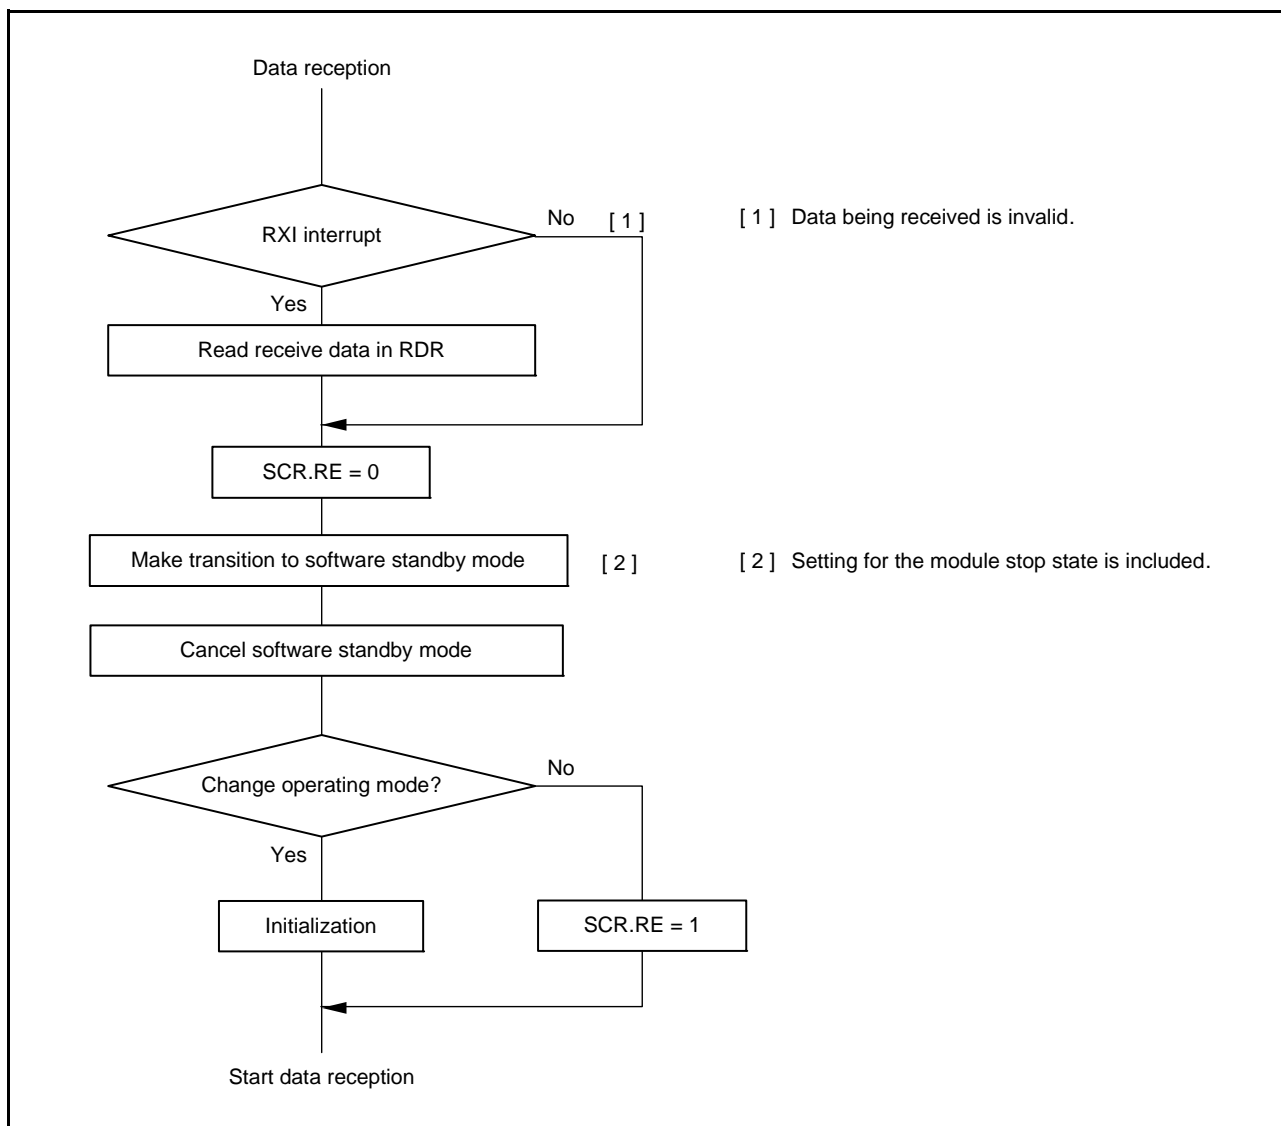 Data reception
RXI interrupt
No [ 1 ]
[ 1 ] Data being received is invalid.
Yes
Read receive data in RDR
SCR.RE = 0
Make transition to software standby mode
[ 2 ]
[ 2 ] Setting for the module stop state is included.
Cancel software standby mode
Change operating mode?
No
Yes
Initialization
SCR.RE = 1
Start data reception